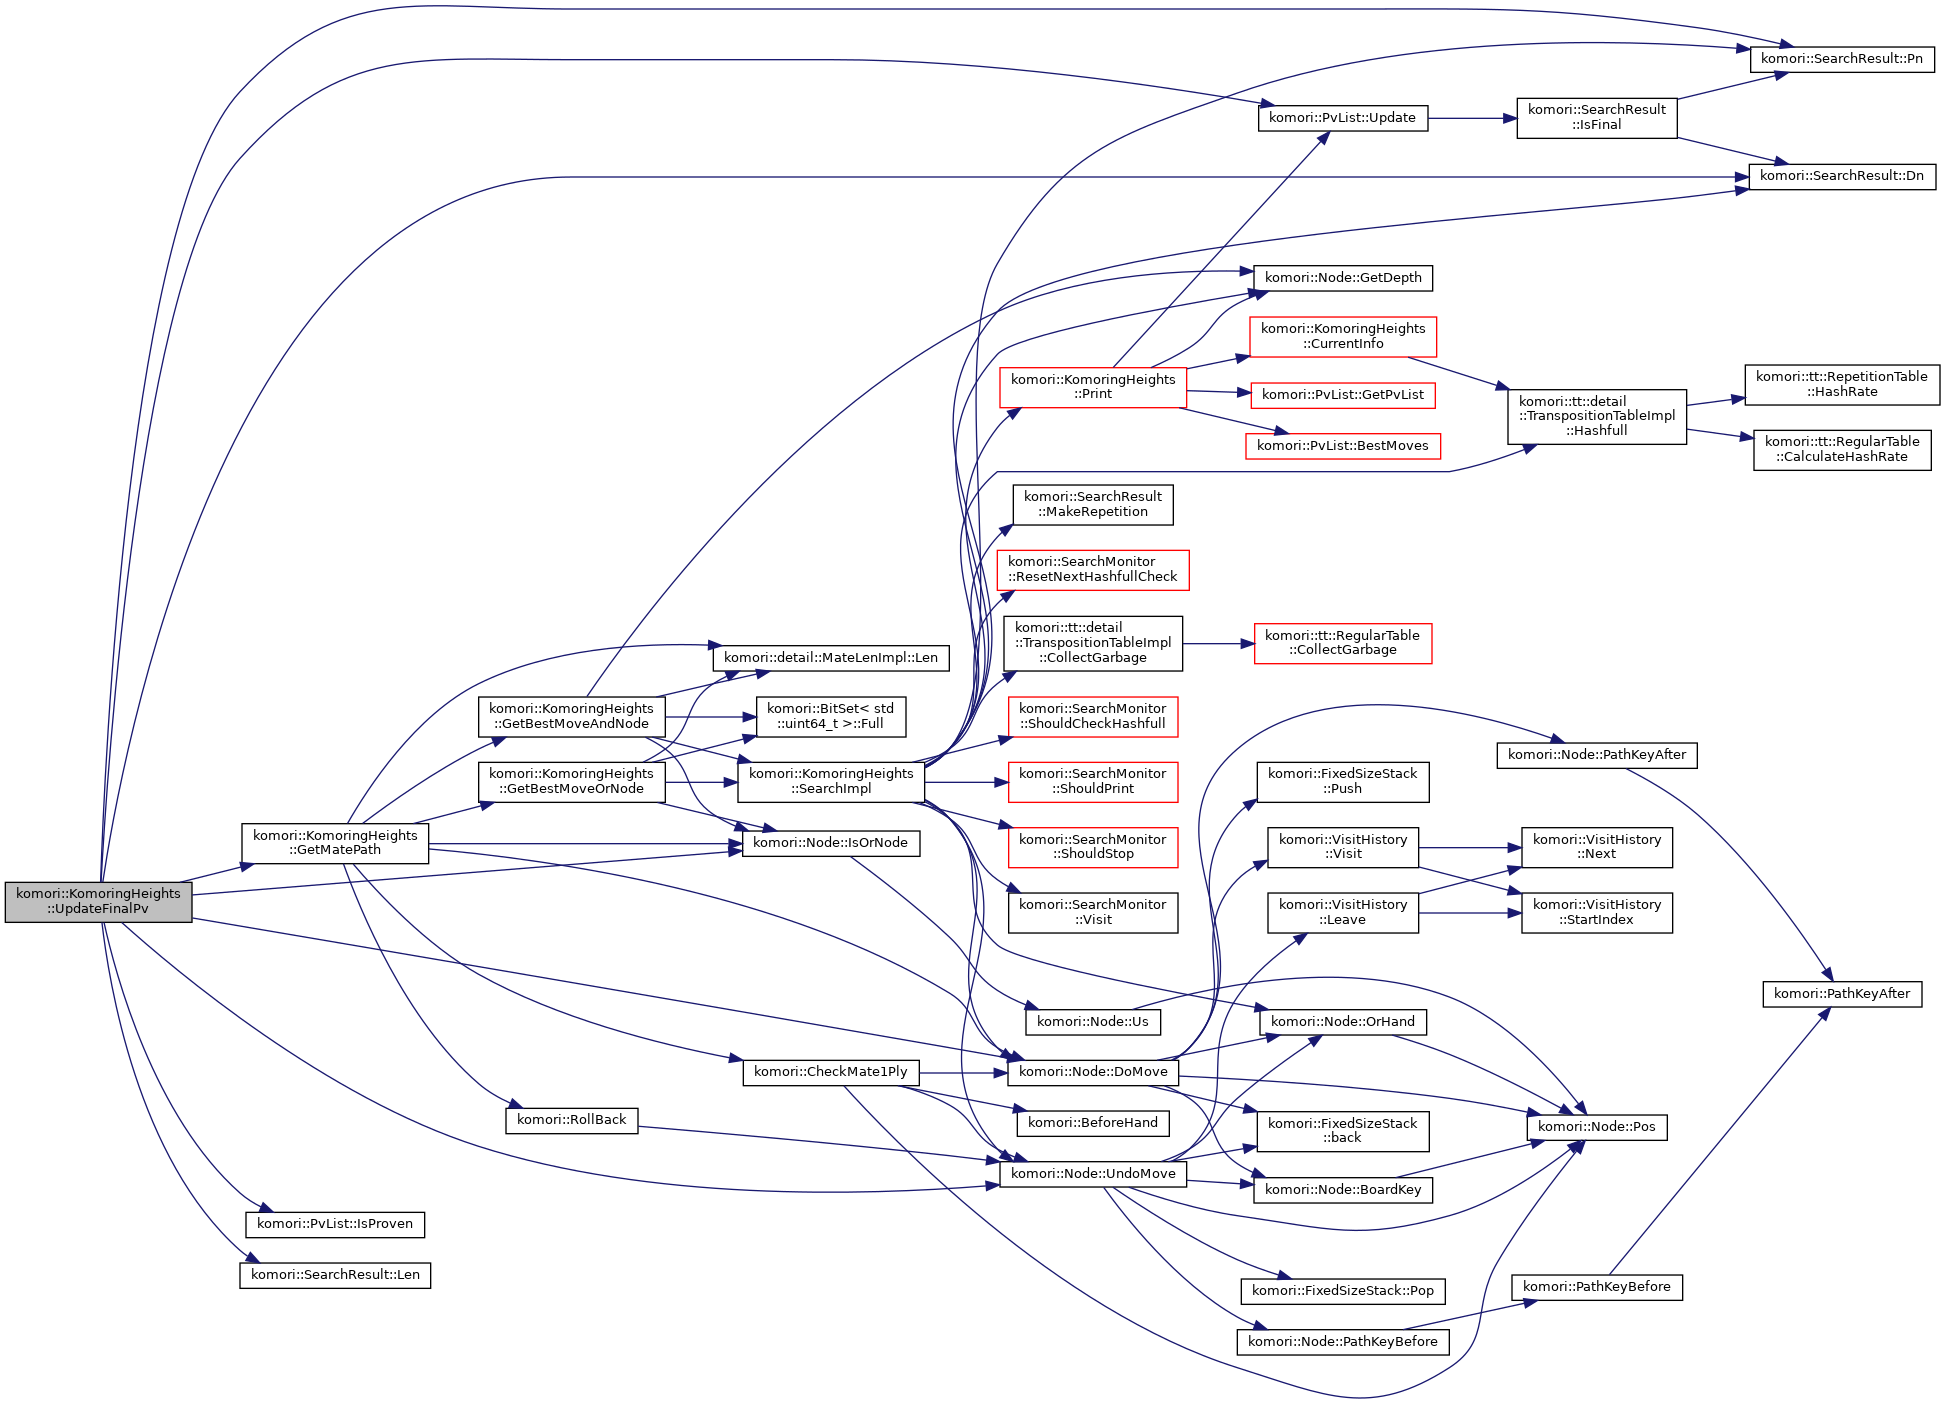 komori::KomoringHeights
::UpdateFinalPv
komori::KomoringHeights
::GetMatePath
komori::PvList::IsProven
komori::SearchResult::Len
komori::KomoringHeights
::GetBestMoveAndNode
komori::KomoringHeights
::GetBestMoveOrNode
komori::RollBack
komori::detail::MateLenImpl::Len
komori::BitSet< std
::uint64_t >::Full
komori::KomoringHeights
::SearchImpl
komori::Node::IsOrNode
komori::CheckMate1Ply
komori::KomoringHeights
::Print
komori::SearchResult
::MakeRepetition
komori::SearchMonitor
::ResetNextHashfullCheck
komori::tt::detail
::TranspositionTableImpl
::CollectGarbage
komori::SearchMonitor
::ShouldCheckHashfull
komori::SearchMonitor
::ShouldPrint
komori::SearchMonitor
::ShouldStop
komori::SearchMonitor
::Visit
komori::Node::Us
komori::Node::DoMove
komori::BeforeHand
komori::Node::UndoMove
komori::PvList::Update
komori::Node::GetDepth
komori::KomoringHeights
::CurrentInfo
komori::PvList::GetPvList
komori::PvList::BestMoves
komori::tt::RegularTable
::CollectGarbage
komori::FixedSizeStack
::Push
komori::VisitHistory
::Visit
komori::VisitHistory
::Leave
komori::Node::OrHand
komori::FixedSizeStack
::back
komori::Node::BoardKey
komori::FixedSizeStack::Pop
komori::Node::PathKeyBefore
komori::SearchResult
::IsFinal
komori::tt::detail
::TranspositionTableImpl
::Hashfull
komori::Node::PathKeyAfter
komori::VisitHistory
::Next
komori::VisitHistory
::StartIndex
komori::Node::Pos
komori::PathKeyBefore
komori::SearchResult::Pn
komori::SearchResult::Dn
komori::tt::RepetitionTable
::HashRate
komori::tt::RegularTable
::CalculateHashRate
komori::PathKeyAfter